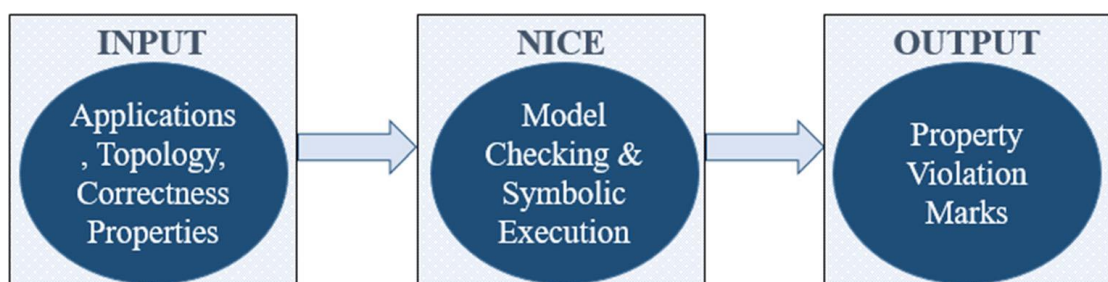 INPUT
Applications
, Topology,
Correctness
Properties
NICE
Model
Checking &
Symbolic
Execution
OUTPUT
Property
Violation
Marks